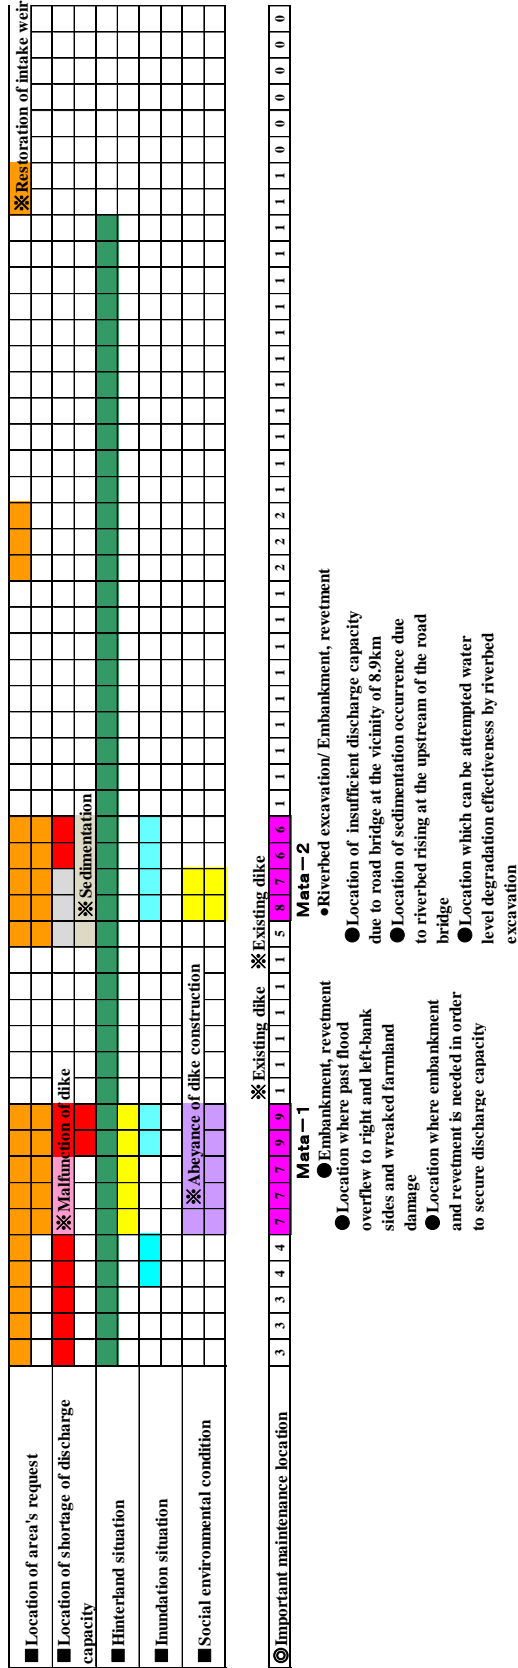 ■Location of area's request
※Restoration of intake weir
■Location of shortage of discharge
capacity
※Malfunction of dike
※Sedimentation
■Hinterland situation
■Inundation situation
■Social environmental condition
※Abeyance of dike construction
※Existing dike
※Existing dike
◎Important maintenance location 3 3 3 4 4 7 7 7 9 9 1 1 1 1 1 1 5 8 7 6 6 1 1 1 1 1 1 1 1 1 2 2 2 1 1 1 1 1 1 1 1 1 1 1 1 1 0 0 0 0 0 0
Mata－1
●Embankment, revetment
●Location where past flood
overflew to right and left-bank
sides and wreaked farmland
damage
●Location where embankment
and revetment is needed in order
to secure discharge capacity
Mata－2
•Riverbed excavation/ Embankment, revetment
●Location of insufficient discharge capacity
due to road bridge at the vicinity of 8.9km
●Location of sedimentation occurrence due
to riverbed rising at the upstream of the road
bridge
●Location which can be attempted water
level degradation effectiveness by riverbed
excavation